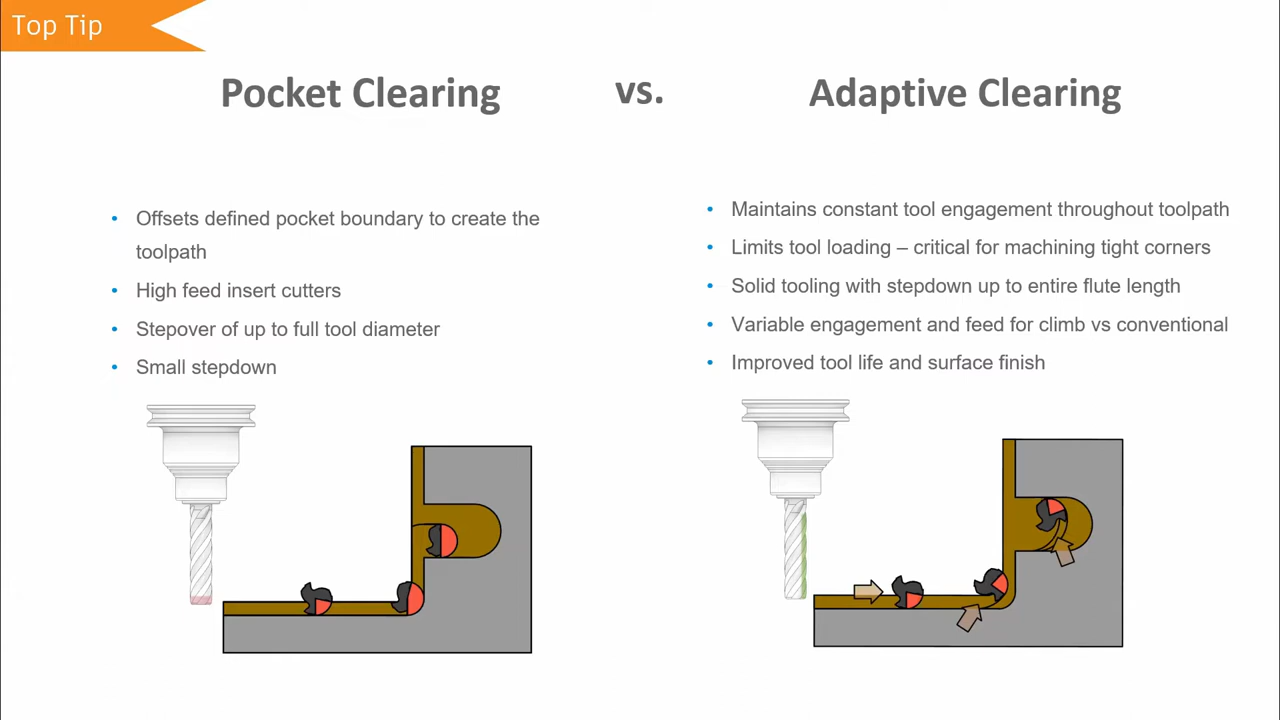 Top Tip
Pocket Clearing
vs.
Adaptive Clearing
• Offsets defined pocket boundary to create the
toolpath
• High feed insert cutters
• Stepover of up to full tool diameter
• Small stepdown
• Maintains constant tool engagement throughout toolpath
• Limits tool loading – critical for machining tight corners
• Solid tooling with stepdown up to entire flute length
• Variable engagement and feed for climb vs conventional
• Improved tool life and surface finish